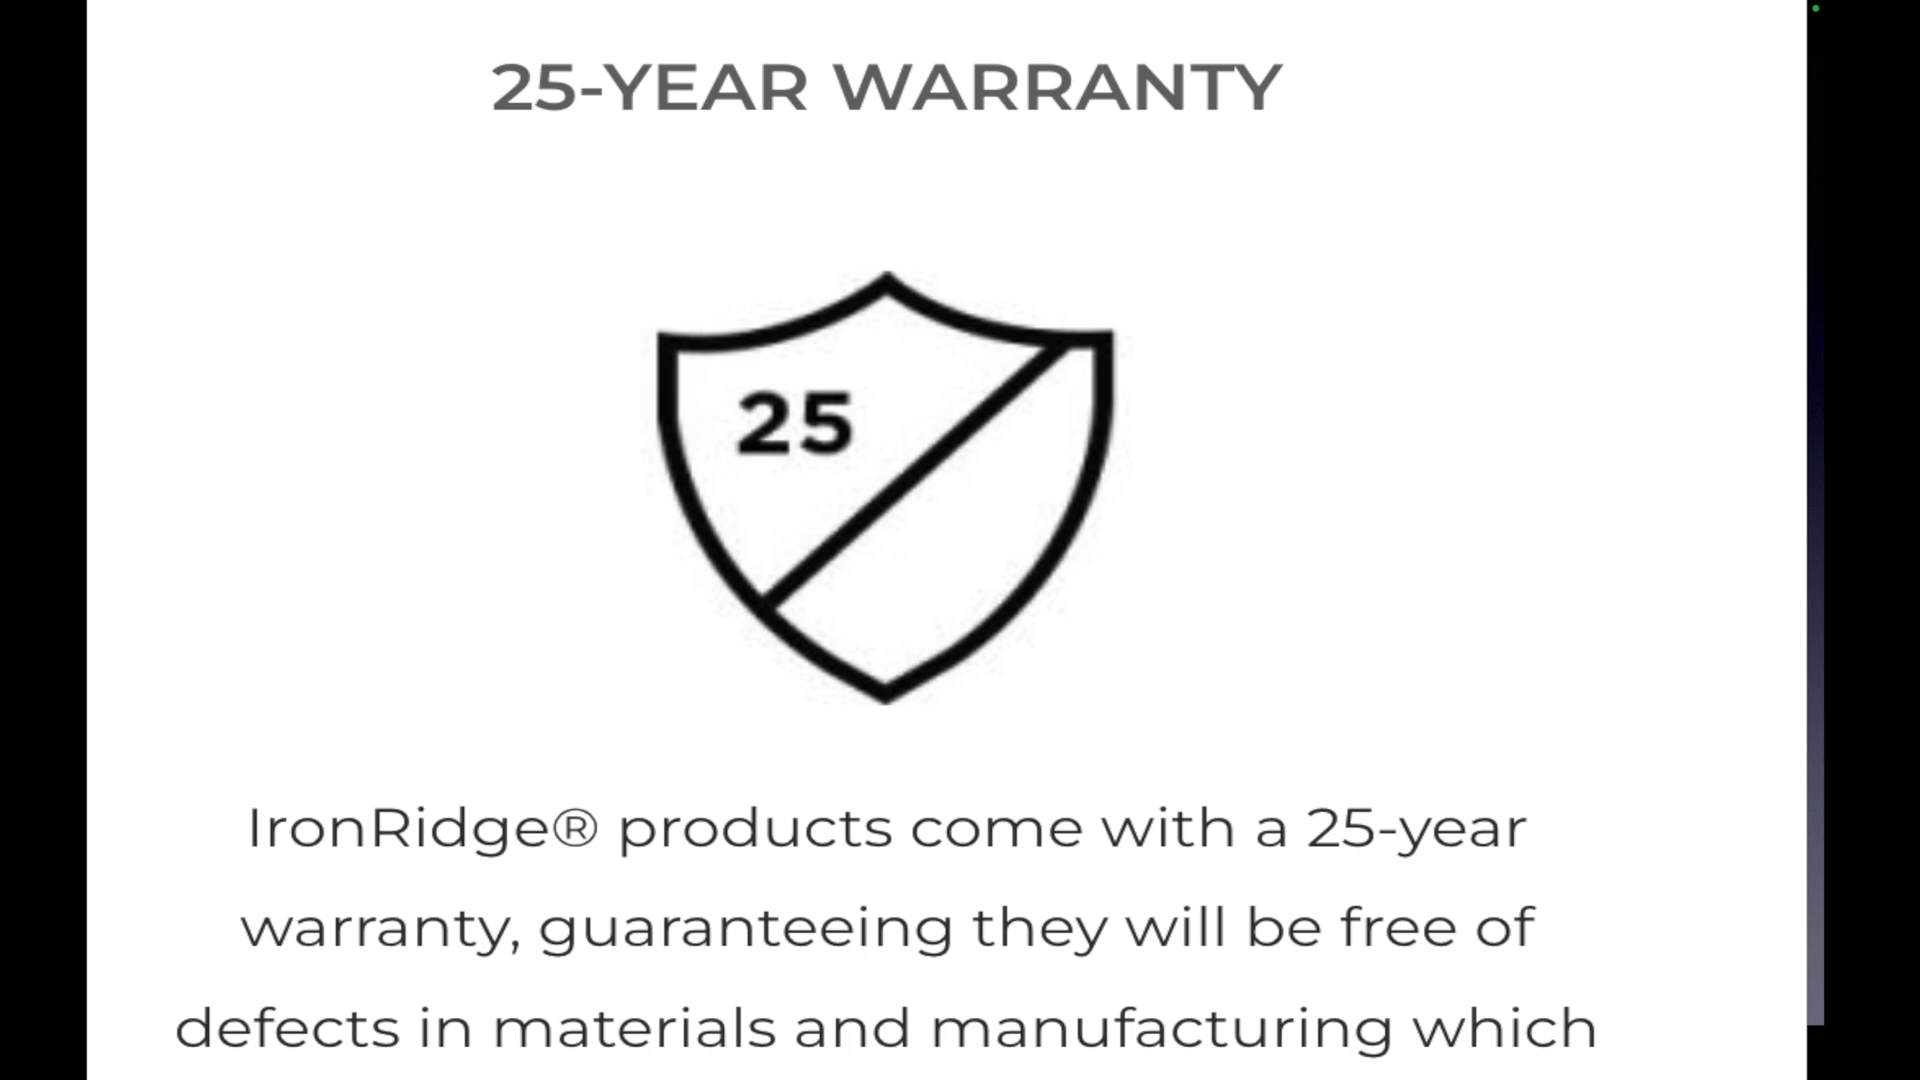 25-YEAR WARRANTY
25
IronRidge® products come with a 25-year
warranty, guaranteeing they will be free of
defects in materials and manufacturing which